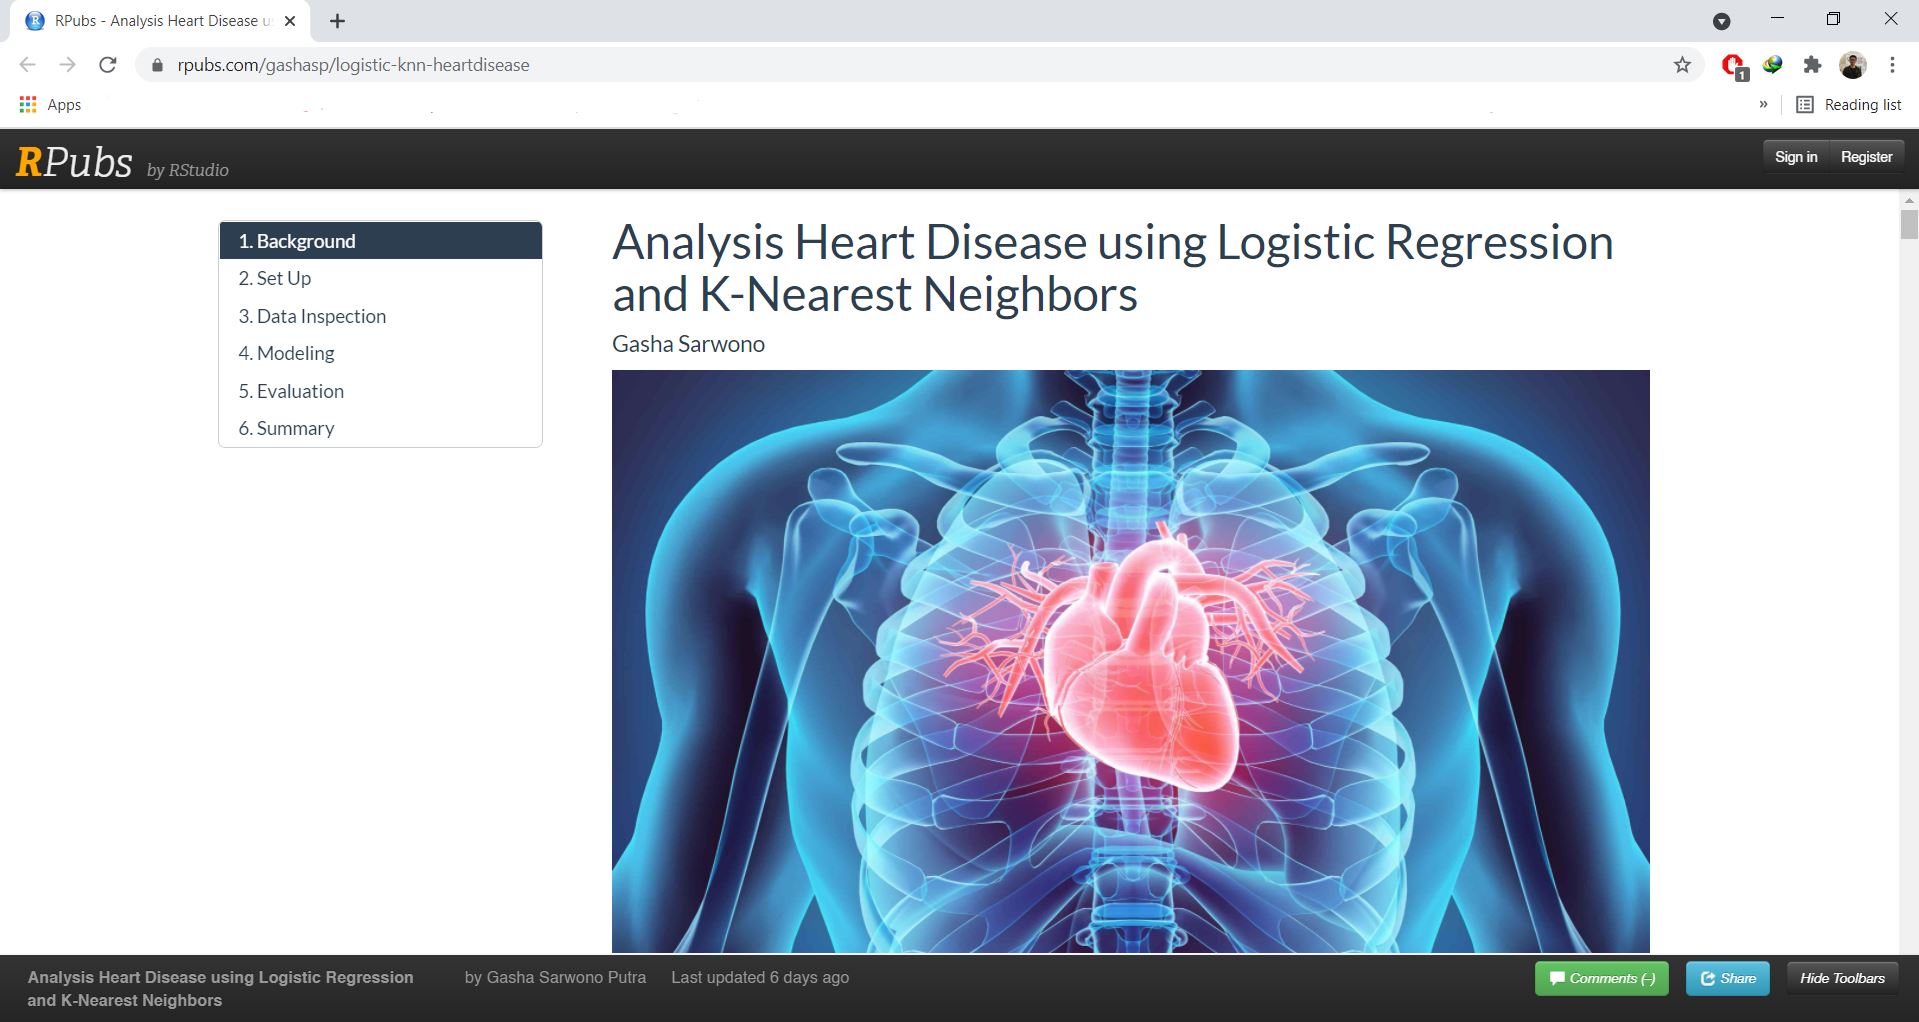 RPubs - Analysis Heart Disease u
rpubs.com/gashasp/logistic-knn-heartdisease
1
Apps
»
Reading list
RPubs by RStudio
Sign in
Register
1. Background
2. Set Up
3. Data Inspection
4. Modeling
5. Evaluation
6. Summary
Analysis Heart Disease using Logistic Regression
and K-Nearest Neighbors
Gasha Sarwono
Analysis Heart Disease using Logistic Regression
and K-Nearest Neighbors
by Gasha Sarwono Putra
Last updated 6 days ago
Comments (–)
Share
Hide Toolbars